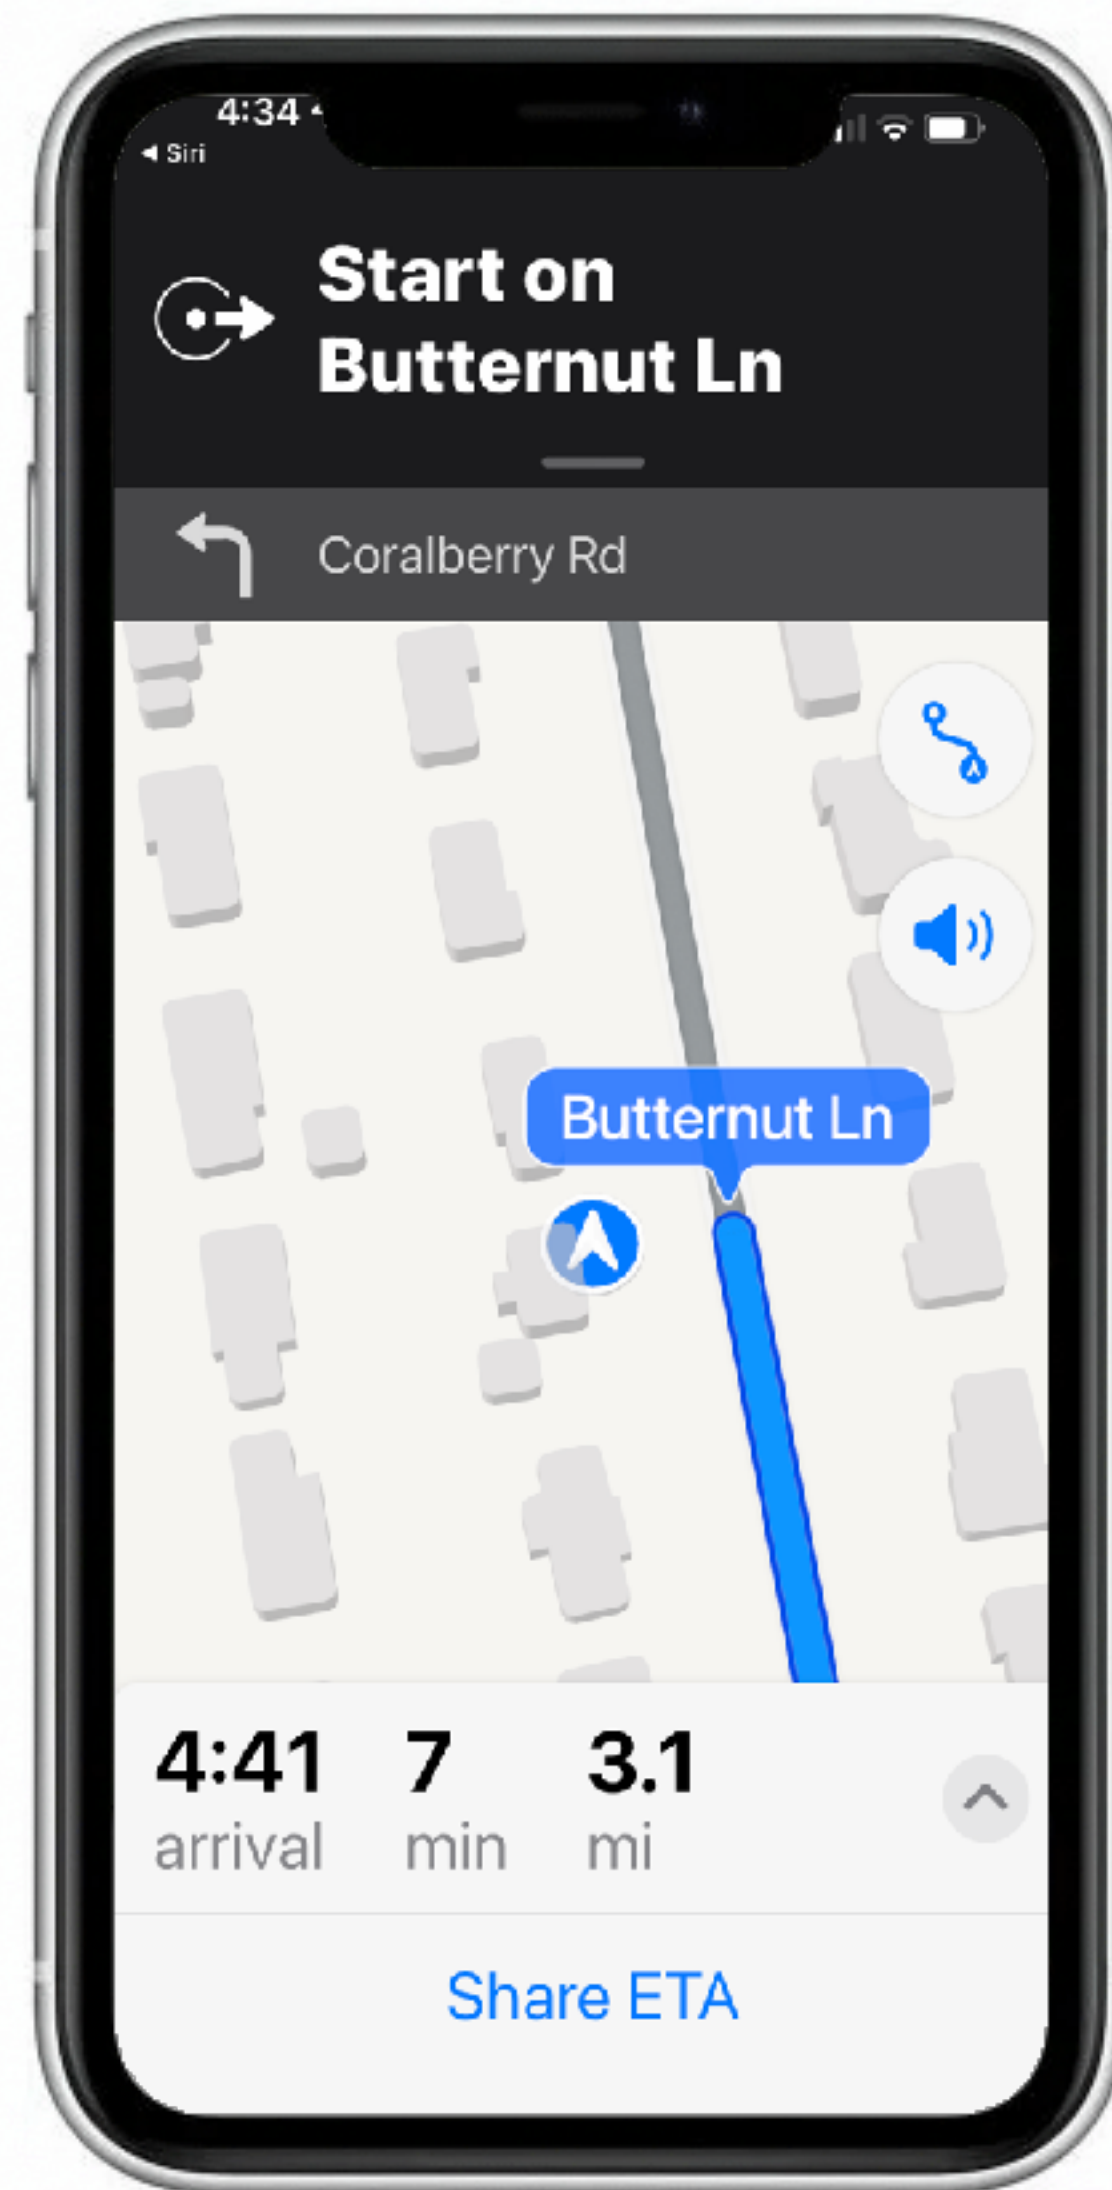 4:34
Siri
Start on
Butternut Ln
Coralberry Rd
Butternut Ln
4:41 7 3.1
arrival min mi
Share ETA